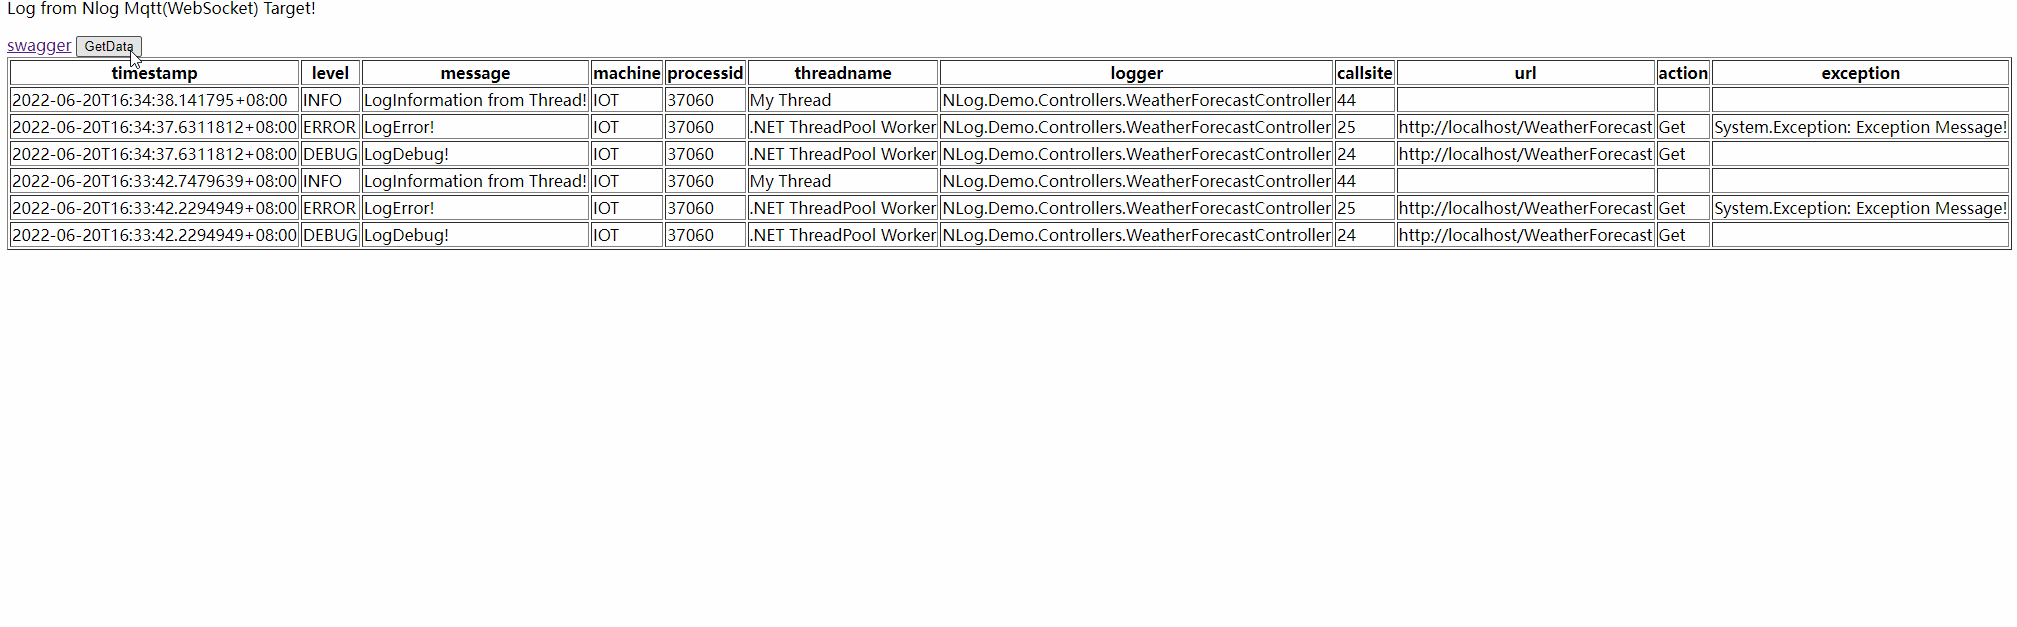 Log from Nlog Mqtt(WebSocket) Target!
swagger GetData
timestamp level message machine processid threadname logger callsite url action exception
2022-06-20T16:34:38.141795+08:00 INFO LogInformation from Thread! IOT 37060 My Thread NLog.Demo.Controllers.WeatherForecastController 44
2022-06-20T16:34:37.6311812+08:00 ERROR LogError! IOT 37060 .NET ThreadPool Worker NLog.Demo.Controllers.WeatherForecastController 25 http://localhost/WeatherForecast Get System.Exception: Exception Message!
2022-06-20T16:34:37.6311812+08:00 DEBUG LogDebug! IOT 37060 .NET ThreadPool Worker NLog.Demo.Controllers.WeatherForecastController 24 http://localhost/WeatherForecast Get
2022-06-20T16:33:42.7479639+08:00 INFO LogInformation from Thread! IOT 37060 My Thread NLog.Demo.Controllers.WeatherForecastController 44
2022-06-20T16:33:42.2294949+08:00 ERROR LogError! IOT 37060 .NET ThreadPool Worker NLog.Demo.Controllers.WeatherForecastController 25 http://localhost/WeatherForecast Get System.Exception: Exception Message!
2022-06-20T16:33:42.2294949+08:00 DEBUG LogDebug! IOT 37060 .NET ThreadPool Worker NLog.Demo.Controllers.WeatherForecastController 24 http://localhost/WeatherForecast Get